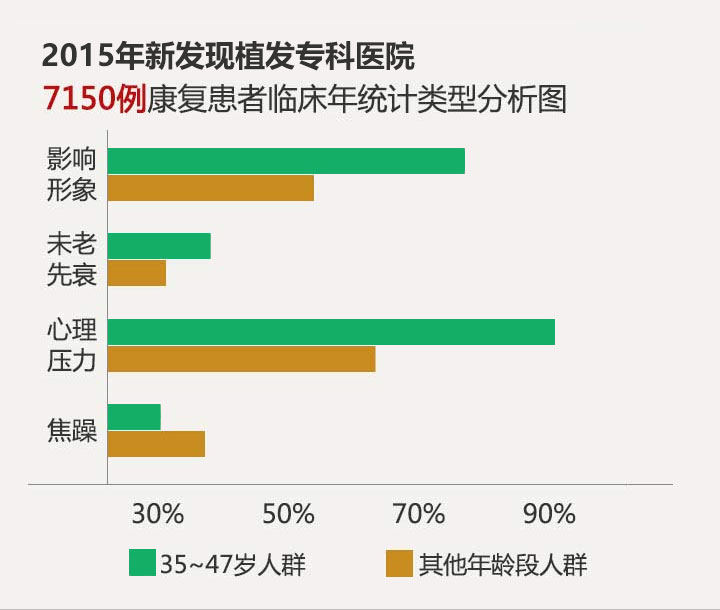 2015年新发现植发专科医院
7150例康复患者临床年统计类型分析图
影响
形象
未老
先衰
心理
压力
焦躁
30% 50% 70% 90%
35~47岁人群 其他年龄段人群